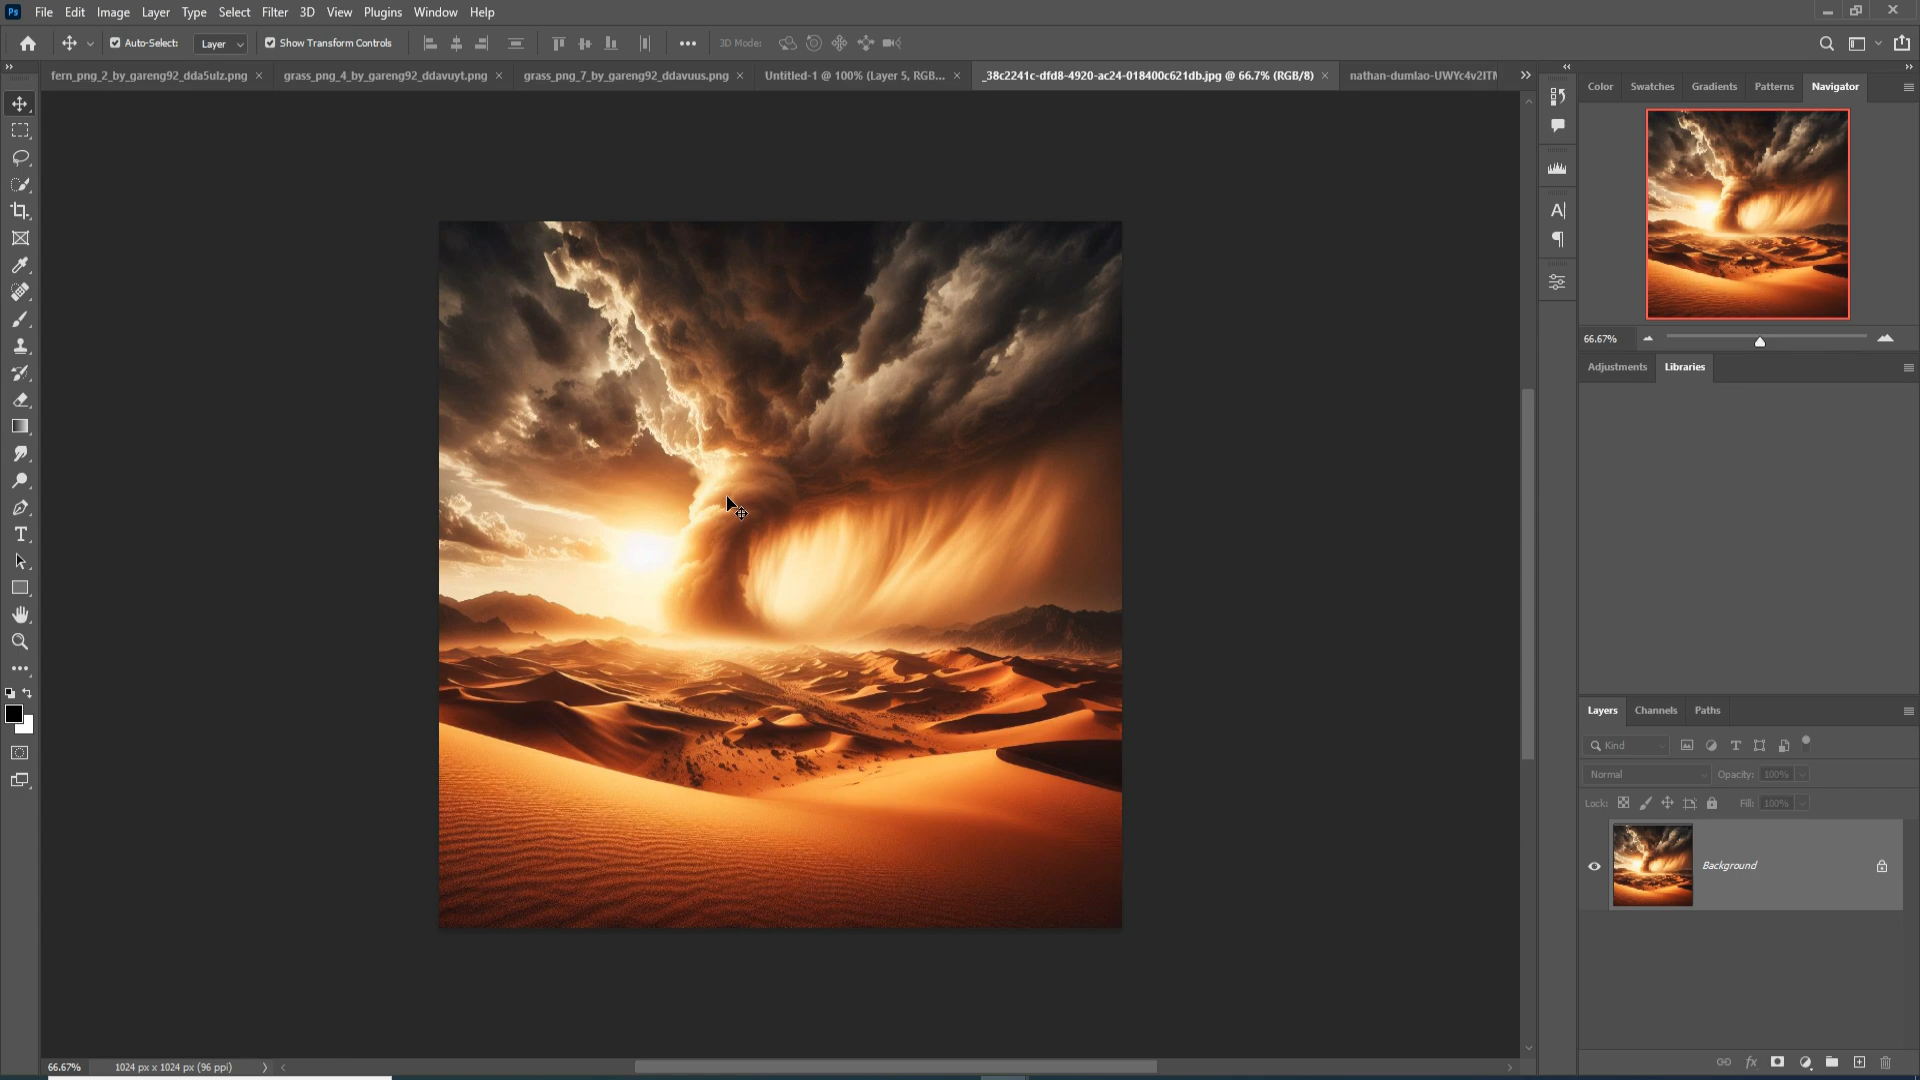 Ps File Edit Image Layer Type Select Filter 3D View Plugins Window Help
Auto-Select: Layer Show Transform Controls 3D Mode:
fern_png_2_by_gareng92_dda5ulz.png grass_png_4_by_gareng92_ddavuyt.png grass_png_7_by_gareng92_ddavuus.png Untitled-1 @ 100% (Layer 5, RGB... _38c2241c-dfd8-4920-ac24-018400c621db.jpg @ 66.7% (RGB/8) nathan-dumlao-UWYc4v2ITM
Color Swatches Gradients Patterns Navigator
66.67%
Adjustments Libraries
Layers Channels Paths
Kind
Normal Opacity: 100%
Lock: Fill: 100%
Background
66.67% 1024 px x 1024 px (96 ppi)